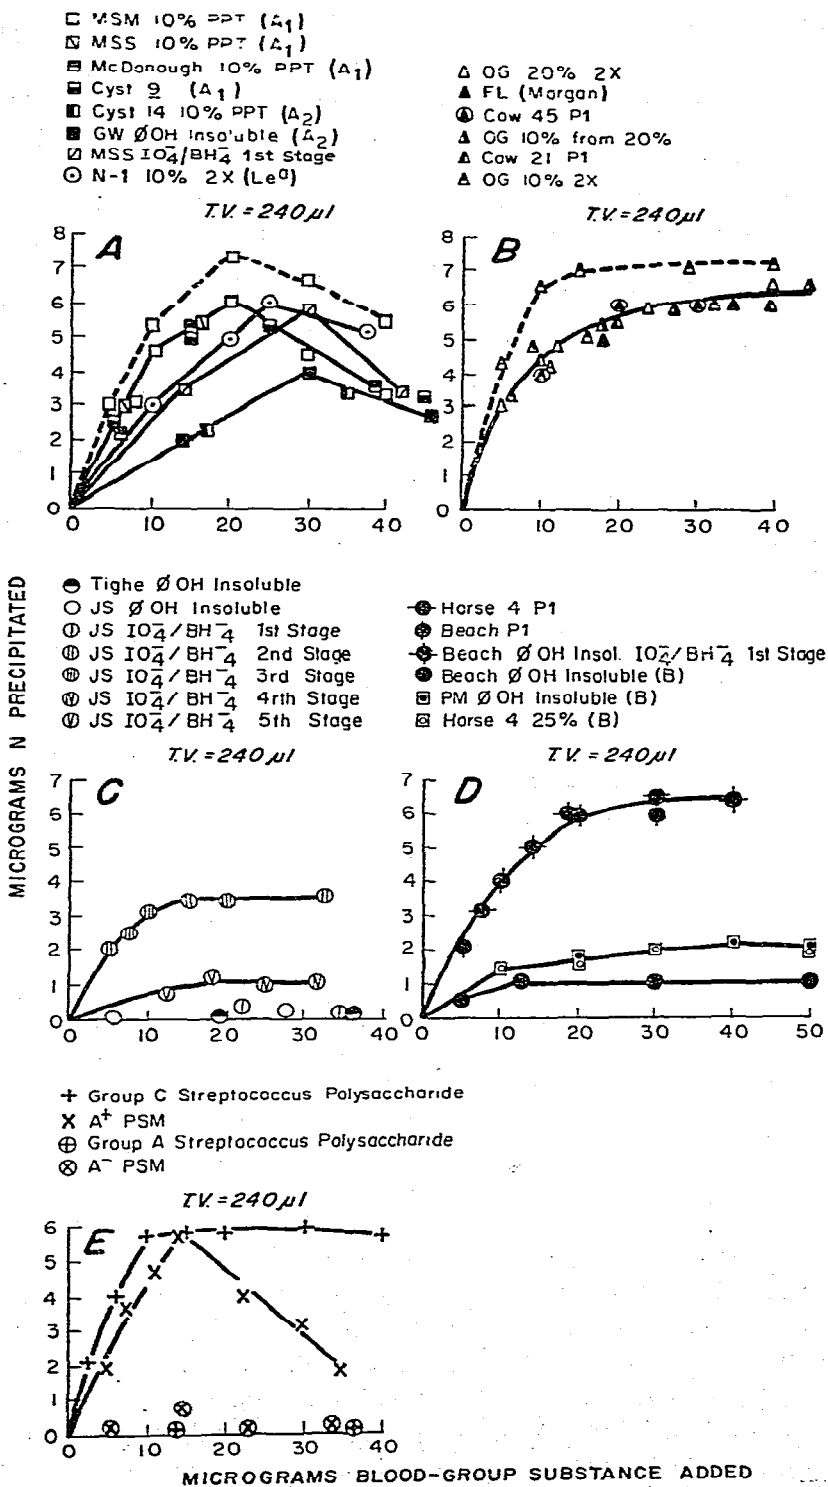 MSM 10% PPT (A1)
MSS 10% PPT (A1)
McDonough 10% PPT (A1)
Cyst 9 (A1)
Cyst 14 10% PPT (A2)
GW ØOH Insoluble (A2)
MSS IO4-/BH4- 1st Stage
N-1 10% 2X (Lea)
T.V. = 240 µl
A
8
7
6
5
4
3
2
1
0
0 10 20 30 40
OG 20% 2X
FL (Morgan)
Cow 45 P1
OG 10% from 20%
Cow 21 P1
OG 10% 2X
T.V. = 240 µl
B
8
7
6
5
4
3
2
1
0
0 10 20 30 40
MICROGRAMS N PRECIPITATED
Tighe ØOH Insoluble
JS ØOH Insoluble
JS IO4-/BH4- 1st Stage
JS IO4-/BH4- 2nd Stage
JS IO4-/BH4- 3rd Stage
JS IO4-/BH4- 4rth Stage
JS IO4-/BH4- 5th Stage
T.V. = 240 µl
C
7
6
5
4
3
2
1
0
0 10 20 30 40
Horse 4 P1
Beach P1
Beach ØOH Insol. IO4-/BH4- 1st Stage
Beach ØOH Insoluble (B)
PM ØOH Insoluble (B)
Horse 4 25% (B)
T.V. = 240 µl
D
7
6
5
4
3
2
1
0
0 10 20 30 40 50
Group C Streptococcus Polysaccharide
A+ PSM
Group A Streptococcus Polysaccharide
A- PSM
T.V. = 240 µl
E
6
5
4
3
2
1
0
0 10 20 30 40
MICROGRAMS BLOOD-GROUP SUBSTANCE ADDED